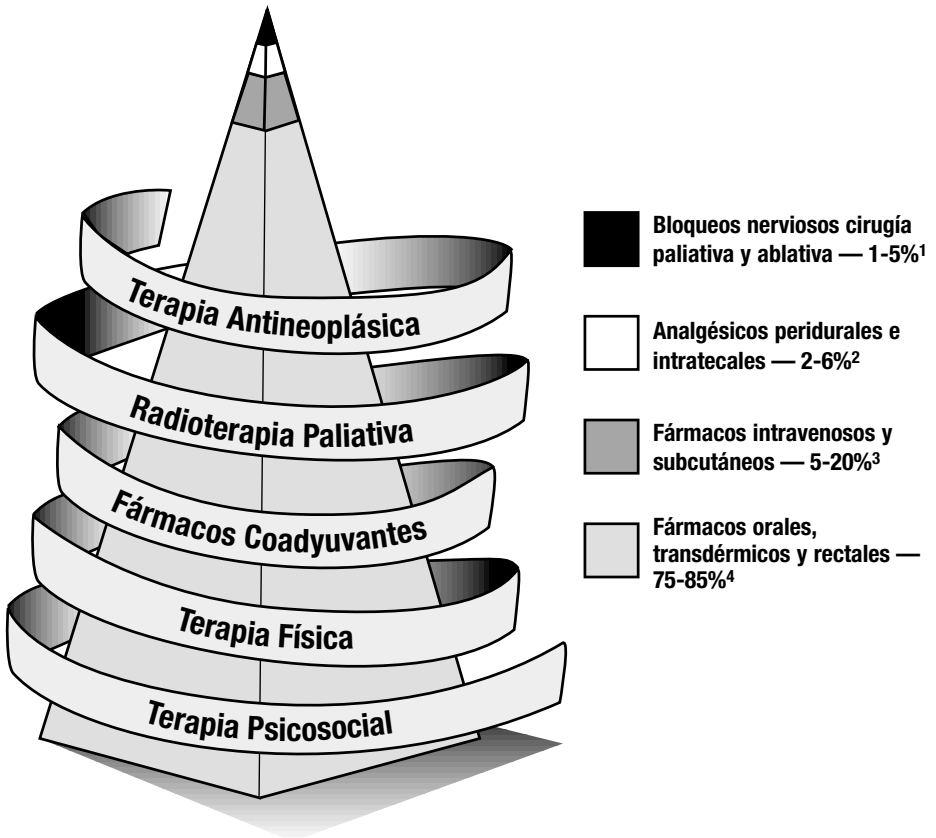 Terapia Antineoplásica
Radioterapia Paliativa
Fármacos Coadyuvantes
Terapia Física
Terapia Psicosocial
Bloqueos nerviosos cirugía
paliativa y ablativa — 1-5%¹
Analgésicos peridurales e
intratecales — 2-6%²
Fármacos intravenosos y
subcutáneos — 5-20%³
Fármacos orales,
transdérmicos y rectales —
75-85%⁴